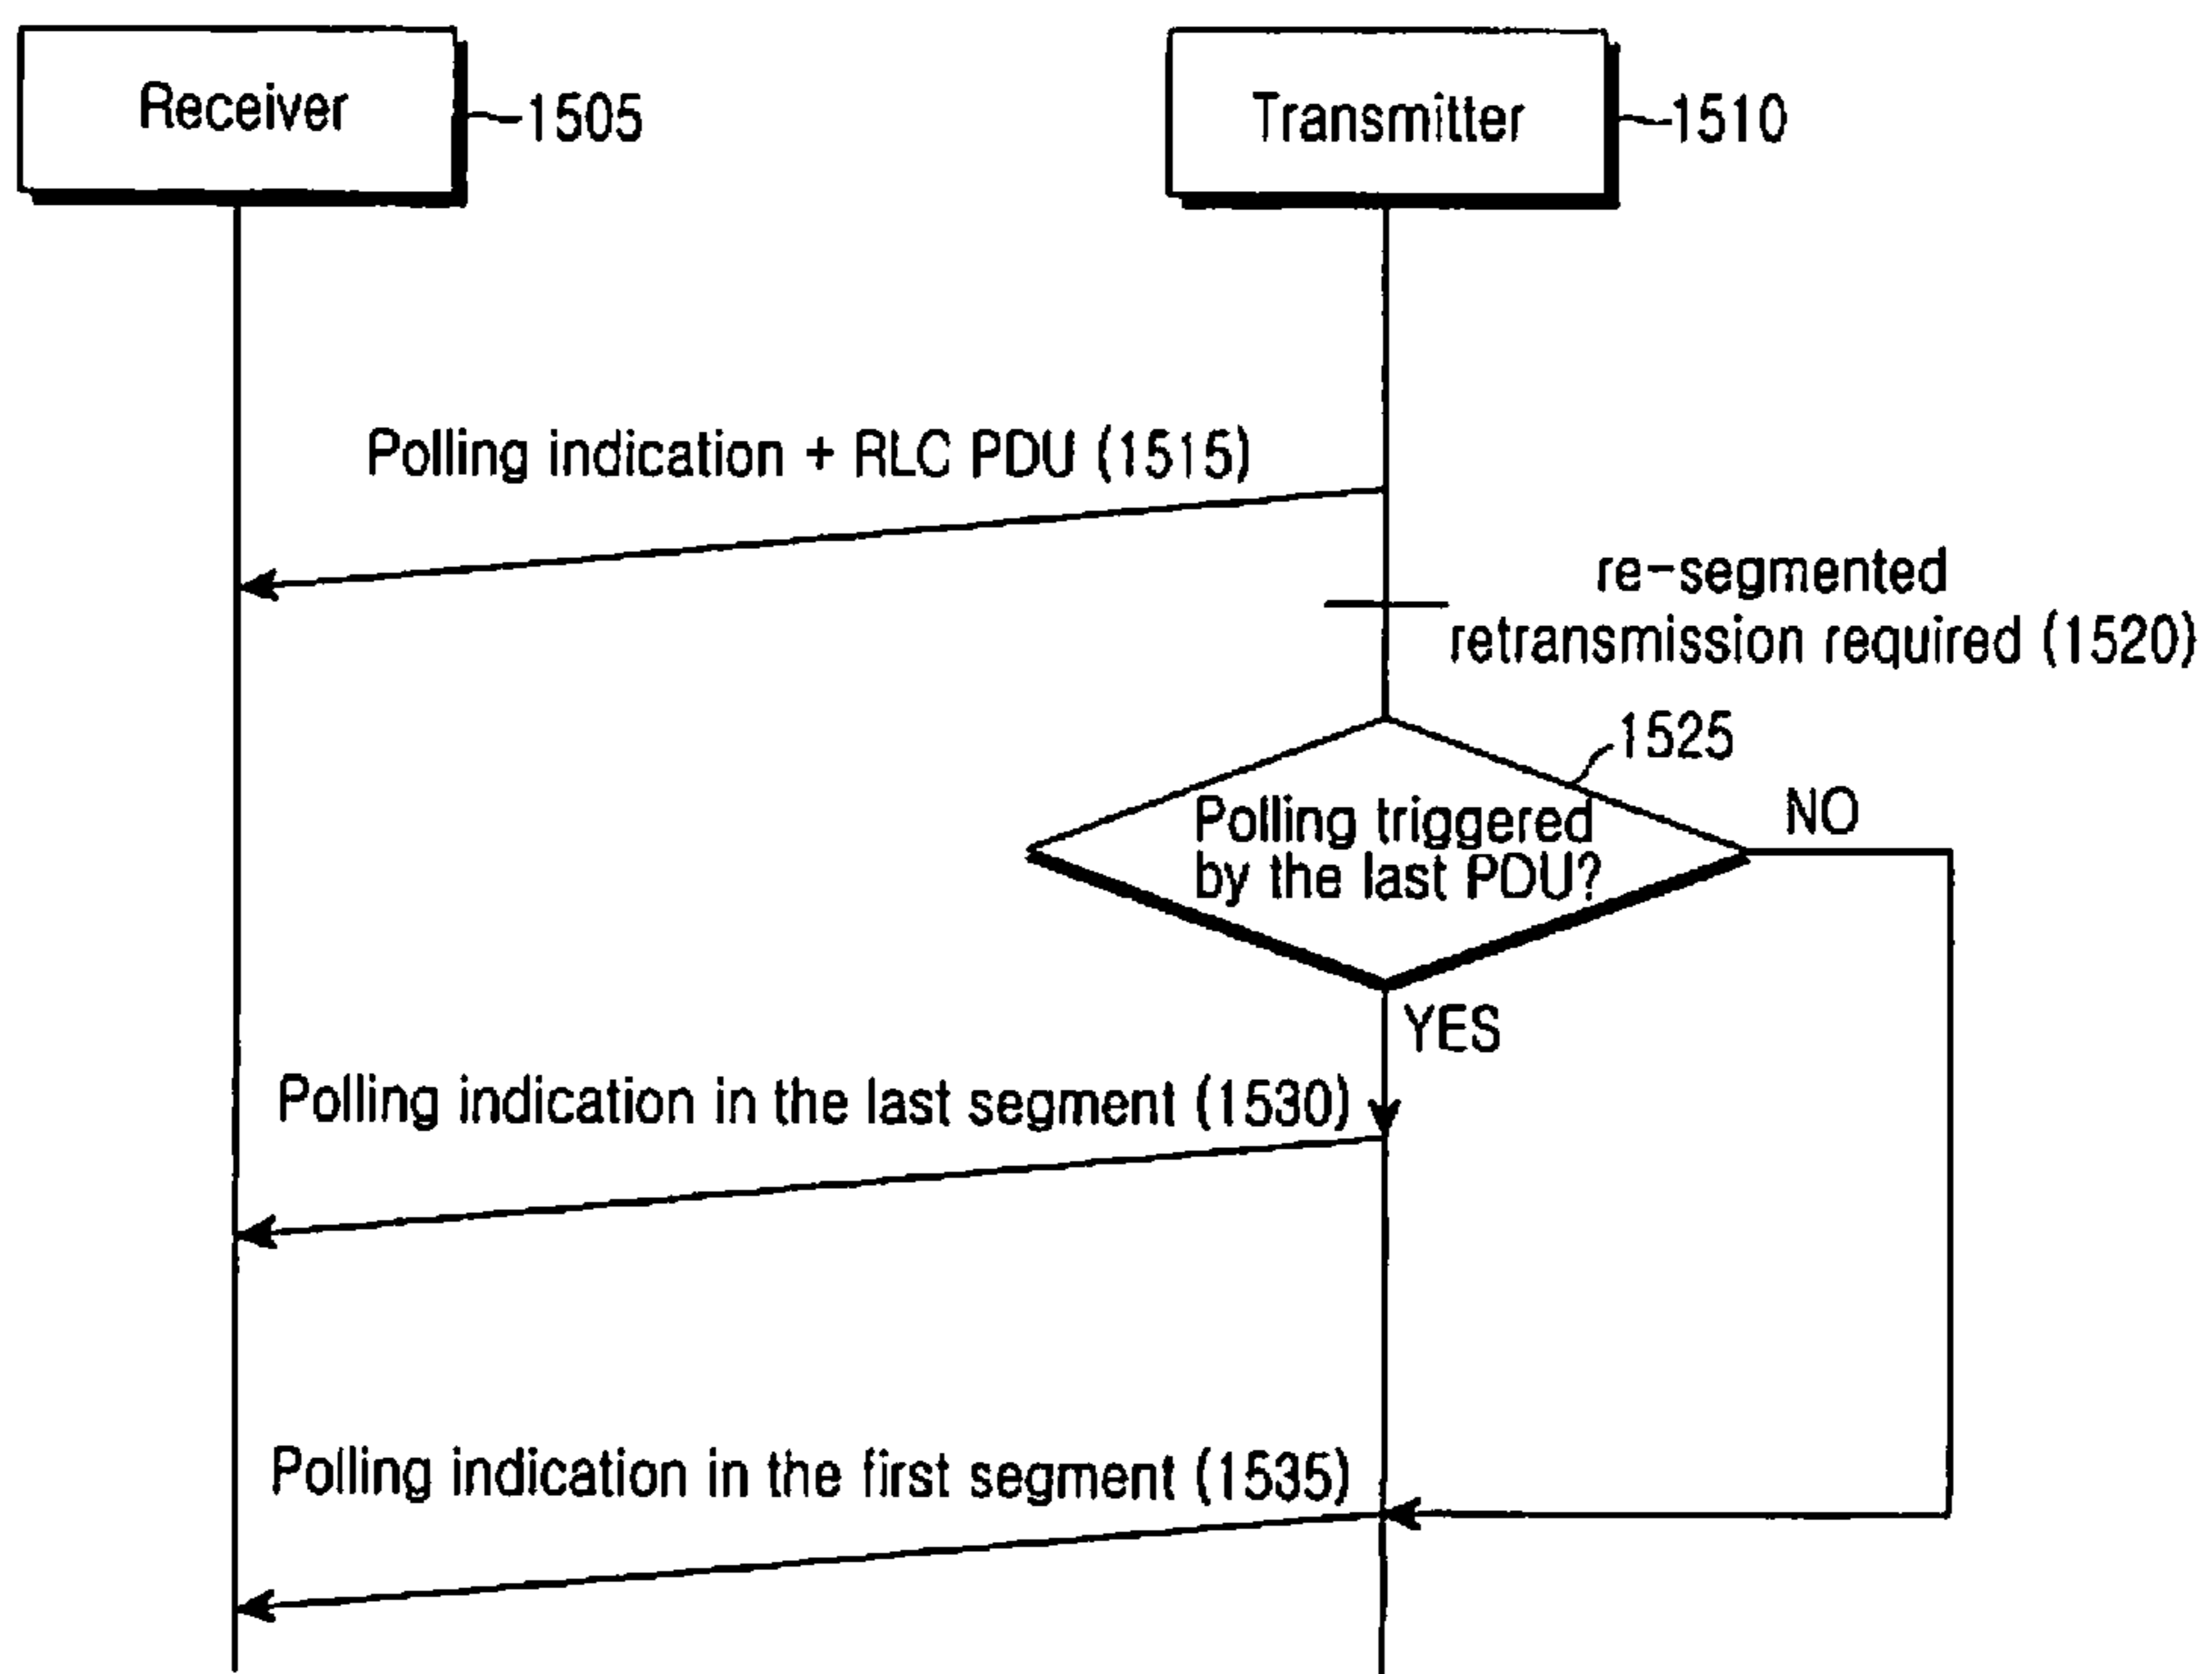 Receiver
1505
Transmitter
1510
Polling indication + RLC PDU (1515)
re-segmented
retransmission required (1520)
1525
Polling triggered
by the last PDU?
NO
YES
Polling indication in the last segment (1530)
Polling indication in the first segment (1535)